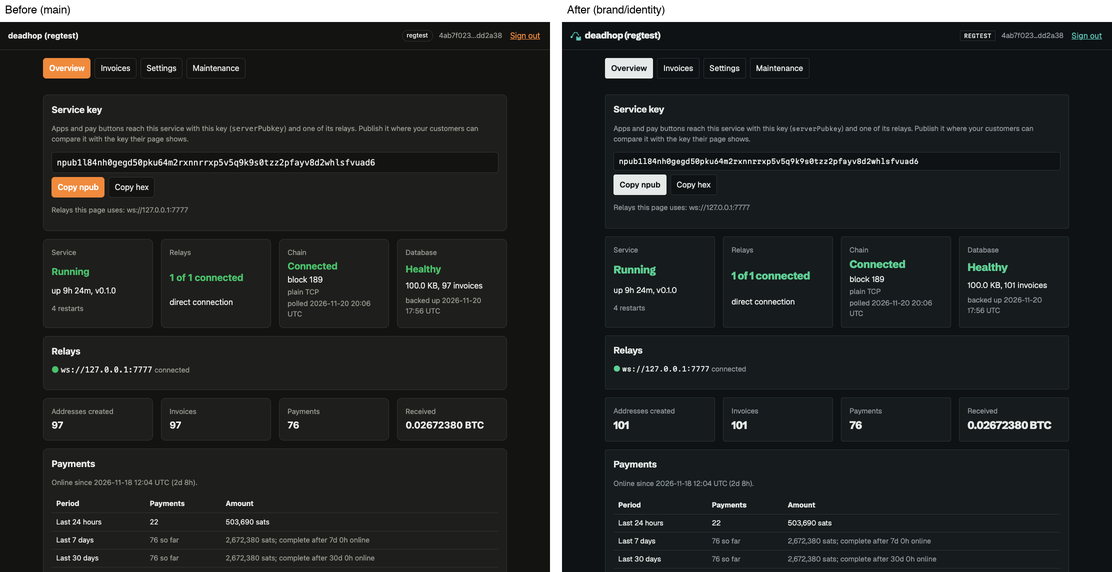 Before (main)
deadhop (regtest)
regtest
4ab7f023...dd2a38
Sign out
Overview
Invoices
Settings
Maintenance
Service key
Apps and pay buttons reach this service with this key (serverPubkey) and one of its relays. Publish it where your customers can
compare it with the key their page shows.
npub1l84nh0gegd50pku64m2rxnnrrxp5v5q9k9s0tzz2pfayv8d2whlsfvuad6
Copy npub
Copy hex
Relays this page uses: ws://127.0.0.1:7777
Service
Running
up 9h 24m, v0.1.0
4 restarts
Relays
1 of 1 connected
direct connection
Chain
Connected
block 189
plain TCP
polled 2026-11-20 20:06
UTC
Database
Healthy
100.0 KB, 97 invoices
backed up 2026-11-20
17:56 UTC
Relays
ws://127.0.0.1:7777 connected
Addresses created
97
Invoices
97
Payments
76
Received
0.02672380 BTC
Payments
Online since 2026-11-18 12:04 UTC (2d 8h).
Period Payments Amount
Last 24 hours 22 503,690 sats
Last 7 days 76 so far 2,672,380 sats; complete after 7d 0h online
Last 30 days 76 so far 2,672,380 sats; complete after 30d 0h online
After (brand/identity)
deadhop (regtest)
REGTEST
4ab7f023...dd2a38
Sign out
Overview
Invoices
Settings
Maintenance
Service key
Apps and pay buttons reach this service with this key (serverPubkey) and one of its relays. Publish it where your customers can
compare it with the key their page shows.
npub1l84nh0gegd50pku64m2rxnnrzxp5v5q9k9s0tzz2pfayv8d2whlsfvuad6
Copy npub
Copy hex
Relays this page uses: ws://127.0.0.1:7777
Service
Running
up 9h 24m, v0.1.0
4 restarts
Relays
1 of 1 connected
direct connection
Chain
Connected
block 189
plain TCP
polled 2026-11-20 20:06
UTC
Database
Healthy
100.0 KB, 101 invoices
backed up 2026-11-20
17:56 UTC
Relays
ws://127.0.0.1:7777 connected
Addresses created
101
Invoices
101
Payments
76
Received
0.02672380 BTC
Payments
Online since 2026-11-18 12:04 UTC (2d 8h).
Period Payments Amount
Last 24 hours 22 503,690 sats
Last 7 days 76 so far 2,672,380 sats; complete after 7d 0h online
Last 30 days 76 so far 2,672,380 sats; complete after 30d 0h online